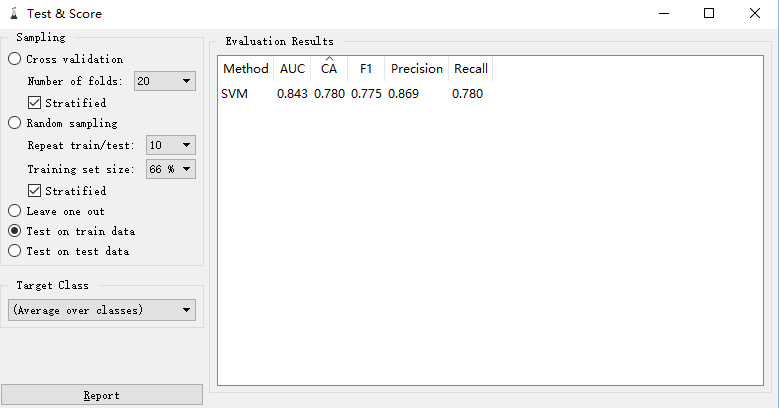 Test & Score
Sampling
Cross validation
Number of folds: 20
Stratified
Random sampling
Repeat train/test: 10
Training set size: 66 %
Stratified
Leave one out
Test on train data
Test on test data
Target Class
(Average over classes)
Report
Evaluation Results
Method AUC CA F1 Precision Recall
SVM 0.843 0.780 0.775 0.869 0.780